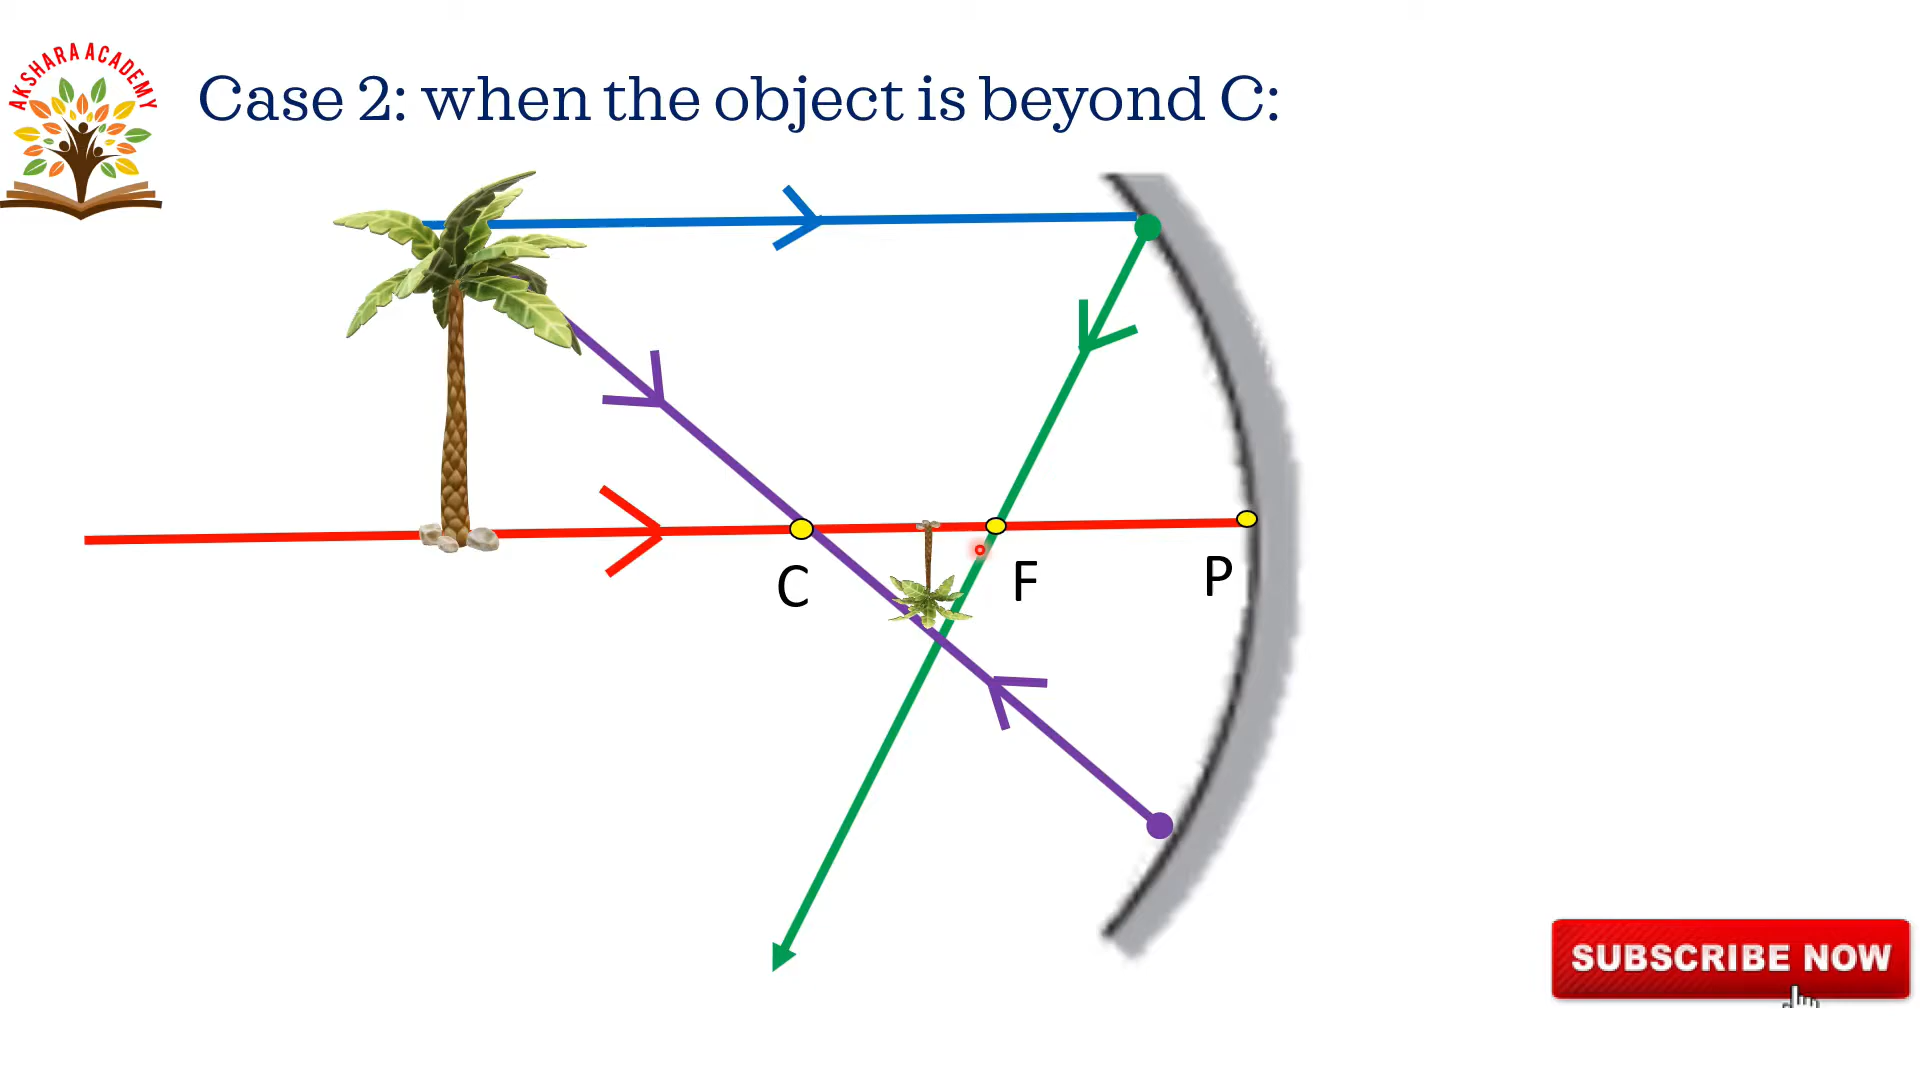 AKSHARA ACADEMY
Case 2: when the object is beyond C:
C
F
P
SUBSCRIBE NOW